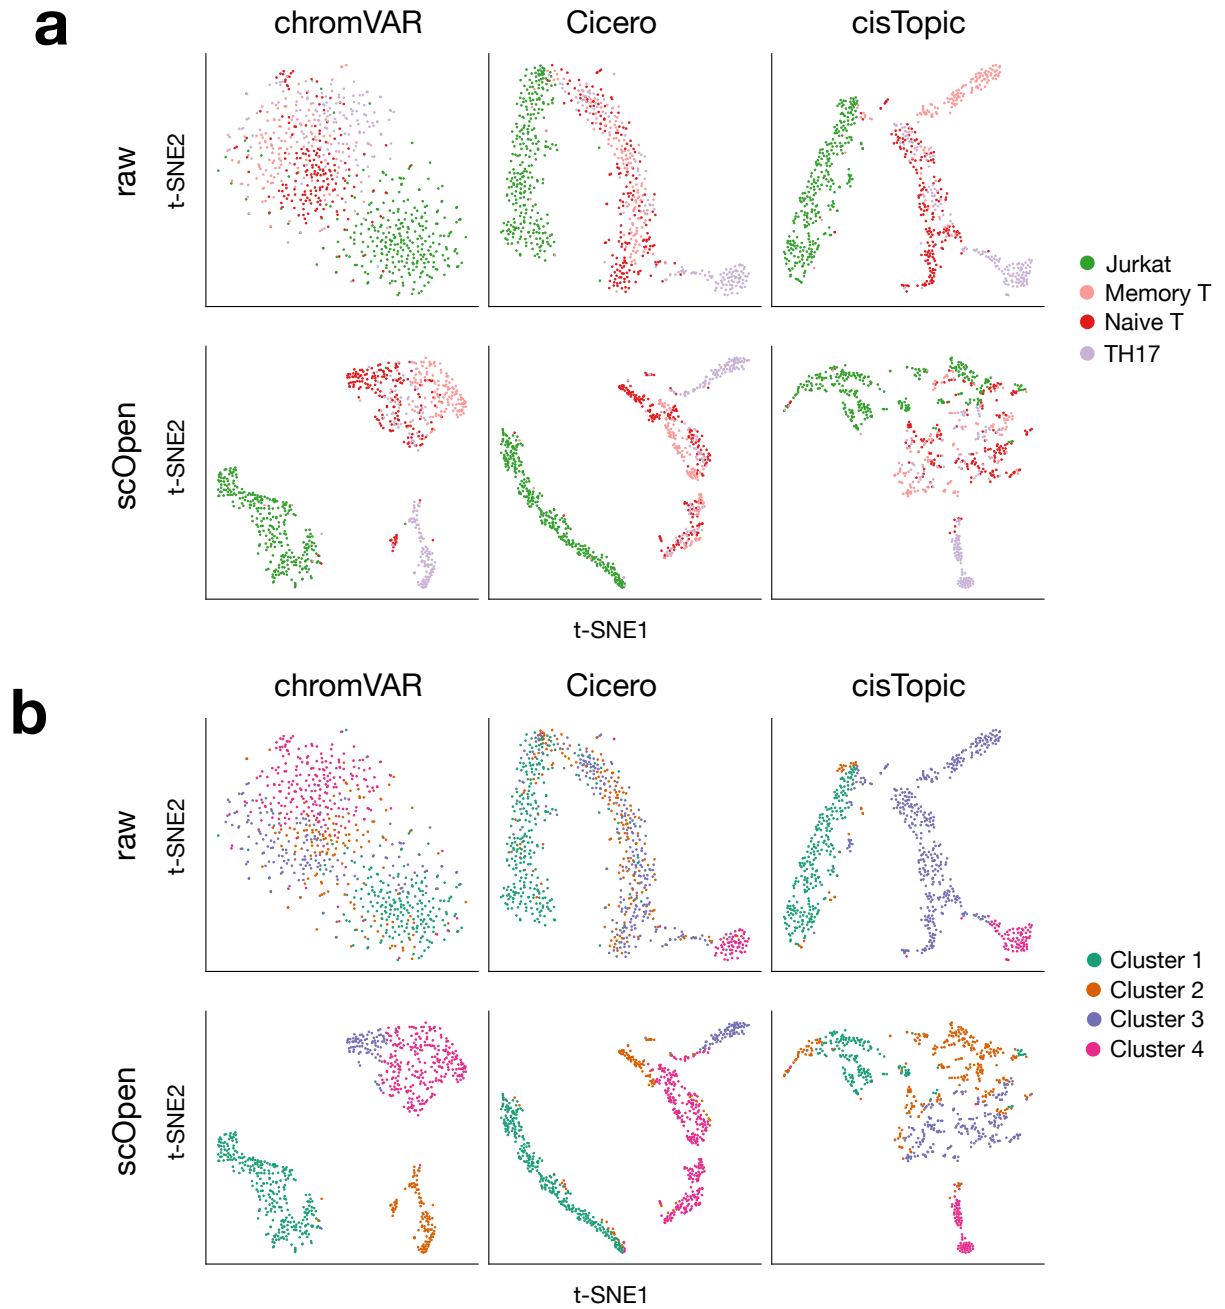 a
chromVAR
Cicero
cisTopic
raw
t-SNE2
Jurkat
Memory T
Naive T
TH17
scOpen
t-SNE2
t-SNE1
b
chromVAR
Cicero
cisTopic
raw
t-SNE2
Cluster 1
Cluster 2
Cluster 3
Cluster 4
scOpen
t-SNE2
t-SNE1